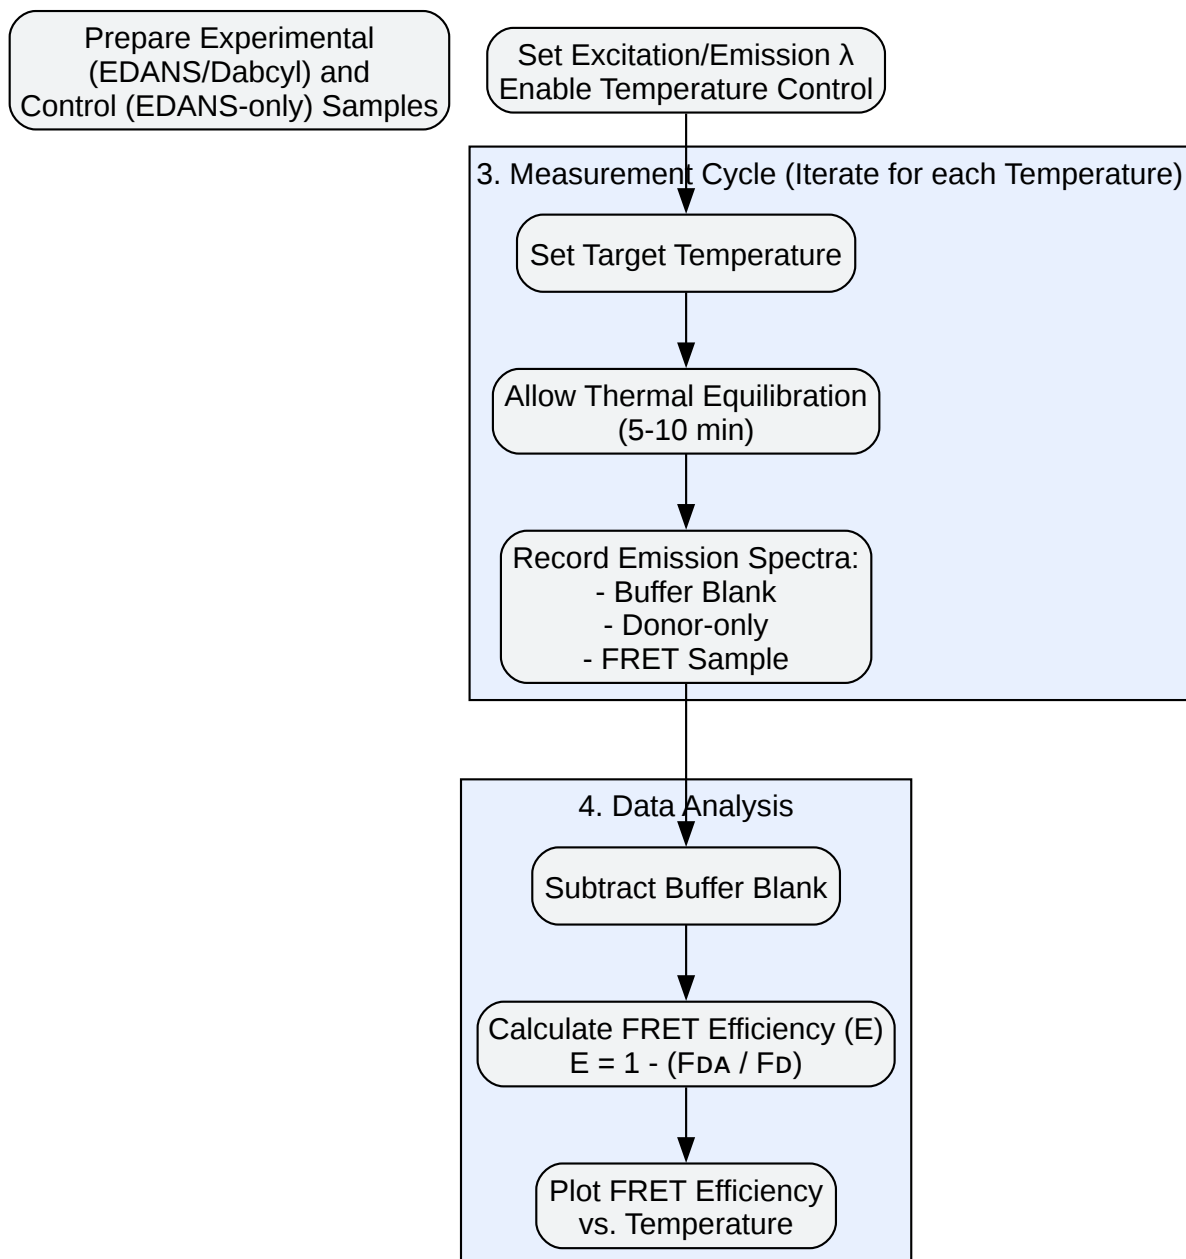 Prepare Experimental
(EDANS/Dabcyl) and
Control (EDANS-only) Samples
Set Excitation/Emission λ
Enable Temperature Control
3. Measurement Cycle (Iterate for each Temperature)
Set Target Temperature
Allow Thermal Equilibration
(5-10 min)
Record Emission Spectra:
- Buffer Blank
- Donor-only
- FRET Sample
4. Data Analysis
Subtract Buffer Blank
Calculate FRET Efficiency (E)
E = 1 - (Fᴅᴀ / Fᴅ)
Plot FRET Efficiency
vs. Temperature